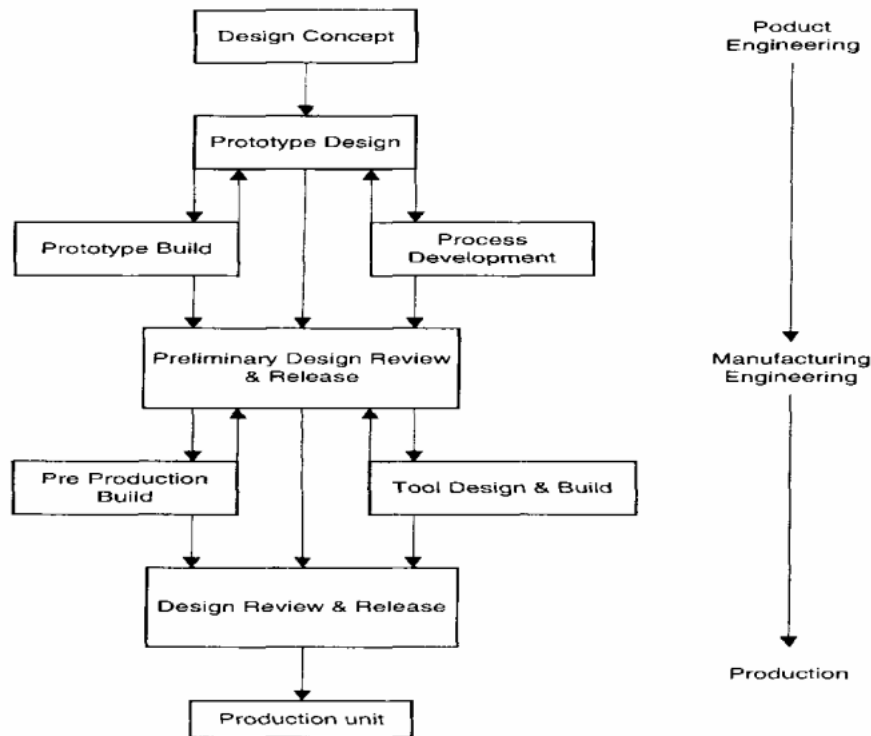 Design Concept
Poduct
Engineering
Prototype Design
Prototype Build
Process
Development
Preliminary Design Review
& Release
Manufacturing
Engineering
Pre Production
Build
Tool Design & Build
Design Review & Release
Production
Production unit